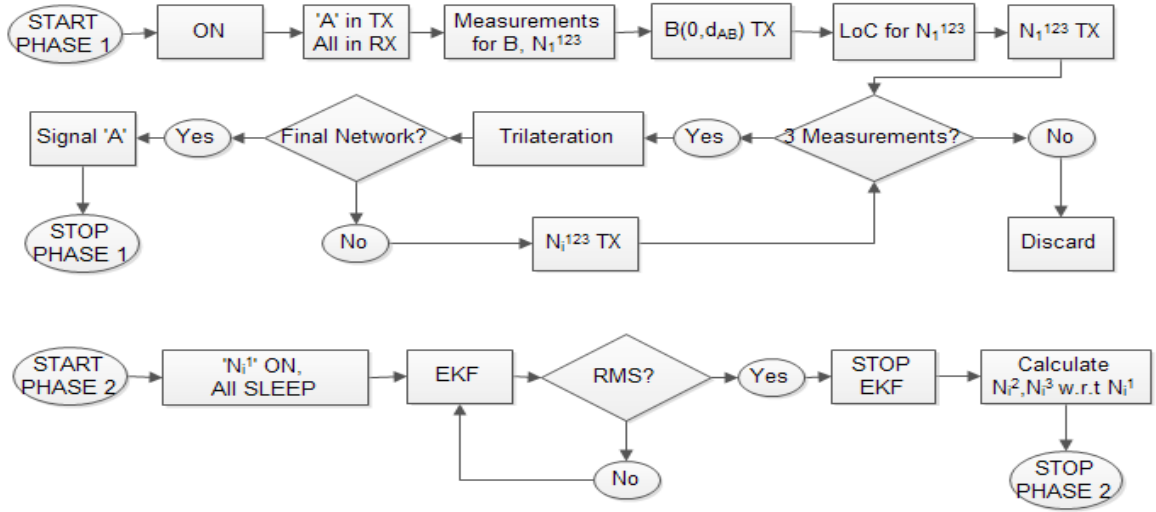 START
PHASE 1
ON
'A' in TX
All in RX
Measurements
for B, N₁¹²³
B(0,d_AB) TX
LoC for N₁¹²³
N₁¹²³ TX
Signal 'A'
Yes
Final Network?
Trilateration
Yes
3 Measurements?
No
STOP
PHASE 1
No
Nᵢ¹²³ TX
Discard
START
PHASE 2
'Nᵢ¹' ON,
All SLEEP
EKF
RMS?
Yes
STOP
EKF
Calculate
Nᵢ²,Nᵢ³ w.r.t Nᵢ¹
No
STOP
PHASE 2